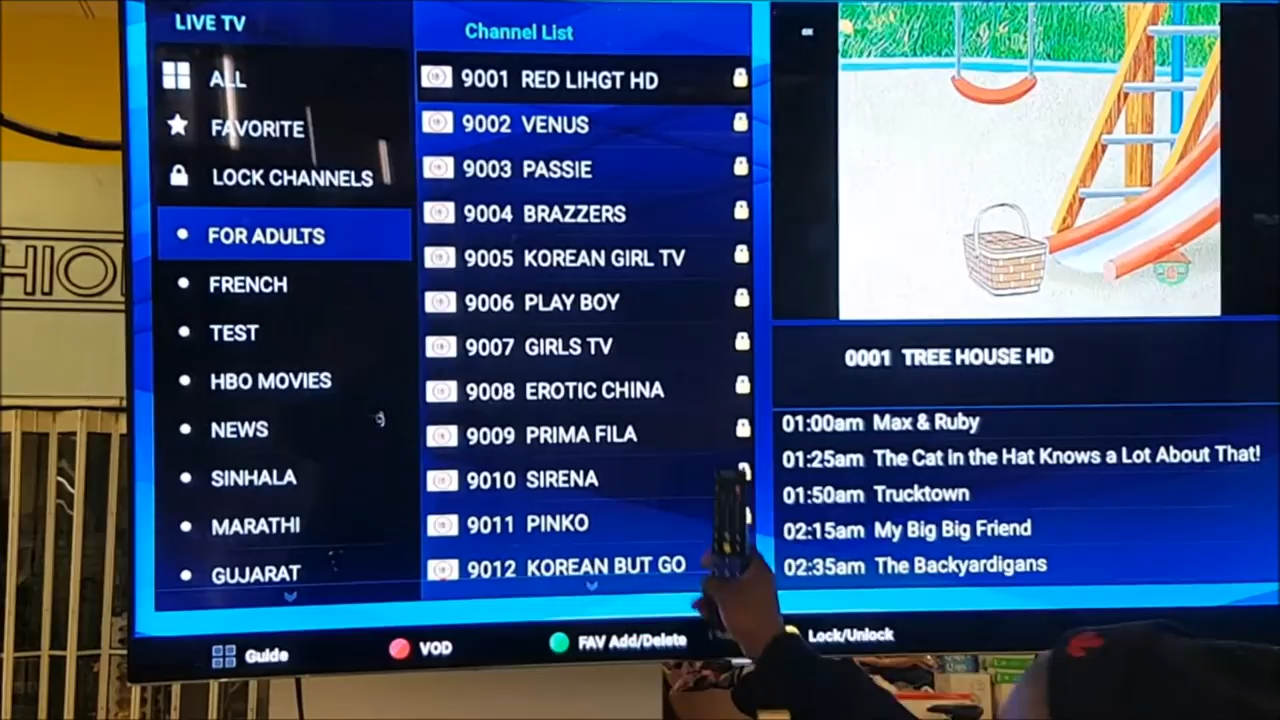 LIVE TV
ALL
FAVORITE
LOCK CHANNELS
FOR ADULTS
FRENCH
TEST
HBO MOVIES
NEWS
SINHALA
MARATHI
GUJARAT
Channel List
9001 RED LIHGT HD
9002 VENUS
9003 PASSIE
9004 BRAZZERS
9005 KOREAN GIRL TV
9006 PLAY BOY
9007 GIRLS TV
9008 EROTIC CHINA
9009 PRIMA FILA
9010 SIRENA
9011 PINKO
9012 KOREAN BUT GO
0001 TREE HOUSE HD
01:00am Max & Ruby
01:25am The Cat in the Hat Knows a Lot About That!
01:50am Trucktown
02:15am My Big Big Friend
02:35am The Backyardigans
Guide
VOD
FAV Add/Delete
Lock/Unlock
HIO